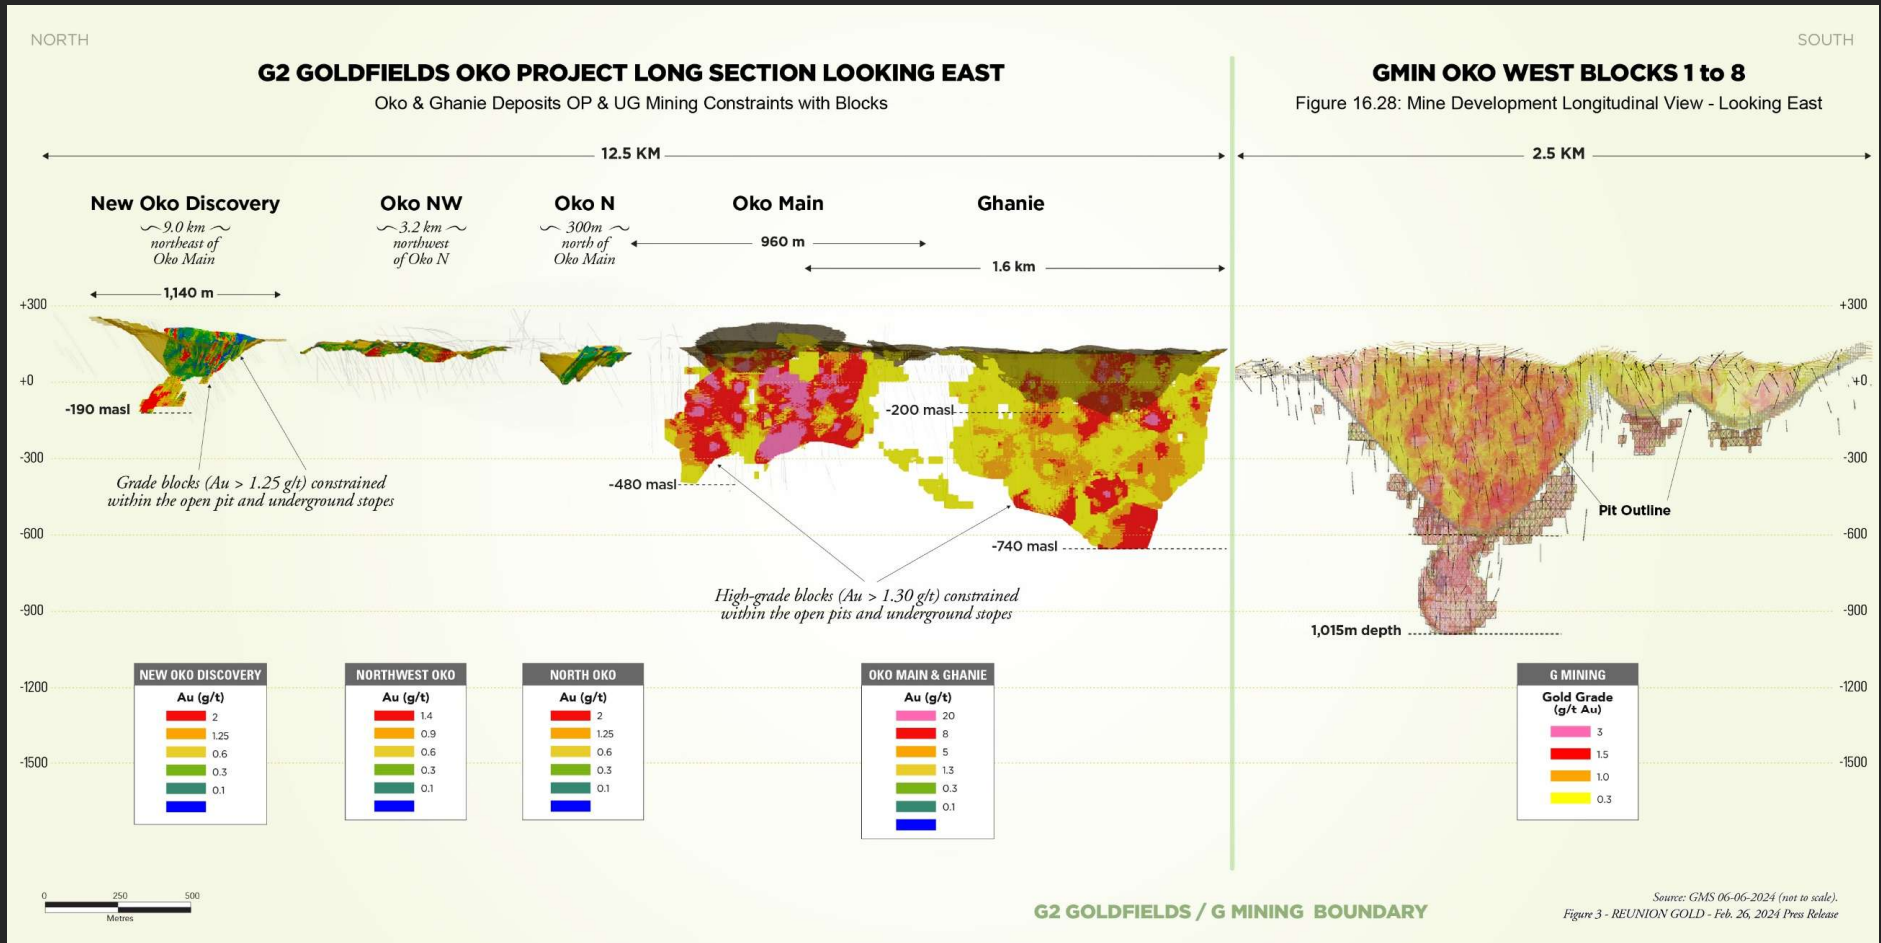 NORTH
SOUTH
G2 GOLDFIELDS OKO PROJECT LONG SECTION LOOKING EAST
Oko & Ghanie Deposits OP & UG Mining Constraints with Blocks
GMIN OKO WEST BLOCKS 1 to 8
Figure 16.28: Mine Development Longitudinal View - Looking East
12.5 KM
2.5 KM
New Oko Discovery
9.0 km
northeast of
Oko Main
1,140 m
Oko NW
3.2 km
northwest
of Oko N
Oko N
300m
north of
Oko Main
Oko Main
Ghanie
960 m
1.6 km
+300
+0
-300
-600
-900
-1200
-1500
+300
+0
-300
-600
-900
-1200
-1500
-190 masl
-200 masl
-480 masl
-740 masl
1,015m depth
Pit Outline
Grade blocks (Au > 1.25 g/t) constrained
within the open pit and underground stopes
High-grade blocks (Au > 1.30 g/t) constrained
within the open pits and underground stopes
NEW OKO DISCOVERY
Au (g/t)
2
1.25
0.6
0.3
0.1
NORTHWEST OKO
Au (g/t)
1.4
0.9
0.6
0.3
0.1
NORTH OKO
Au (g/t)
2
1.25
0.6
0.3
0.1
OKO MAIN & GHANIE
Au (g/t)
20
8
5
1.3
0.3
0.1
G MINING
Gold Grade
(g/t Au)
3
1.5
1.0
0.3
0 250 500
Metres
G2 GOLDFIELDS / G MINING BOUNDARY
Source: GMS 06-06-2024 (not to scale).
Figure 3 - REUNION GOLD - Feb. 26, 2024 Press Release